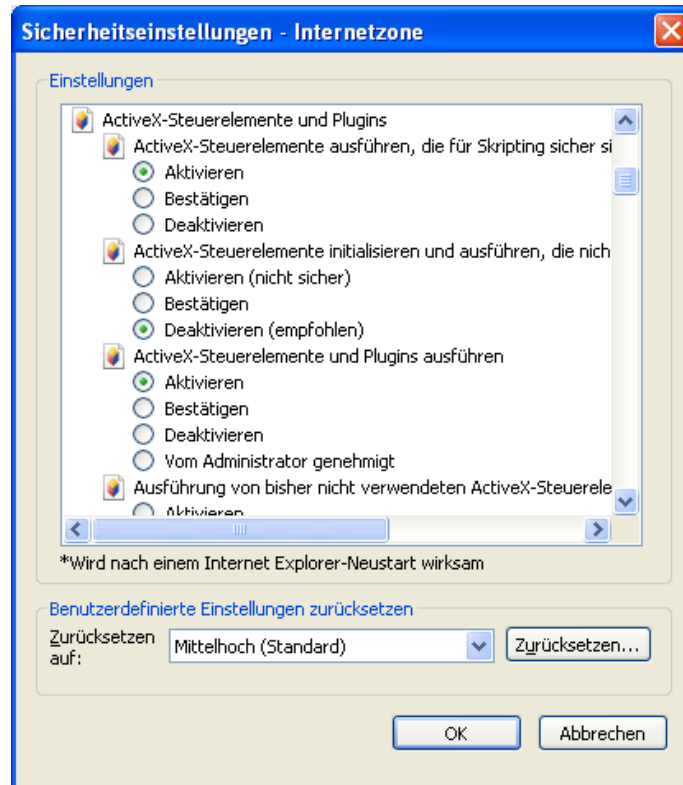 Sicherheitseinstellungen - Internetzone
Einstellungen
ActiveX-Steuerelemente und Plugins
ActiveX-Steuerelemente ausführen, die für Skripting sicher si
Aktivieren
Bestätigen
Deaktivieren
ActiveX-Steuerelemente initialisieren und ausführen, die nich
Aktivieren (nicht sicher)
Bestätigen
Deaktivieren (empfohlen)
ActiveX-Steuerelemente und Plugins ausführen
Aktivieren
Bestätigen
Deaktivieren
Vom Administrator genehmigt
Ausführung von bisher nicht verwendeten ActiveX-Steuerele
Aktivieren
*Wird nach einem Internet Explorer-Neustart wirksam
Benutzerdefinierte Einstellungen zurücksetzen
Zurücksetzen
auf:
Mittelhoch (Standard)
Zurücksetzen...
OK
Abbrechen